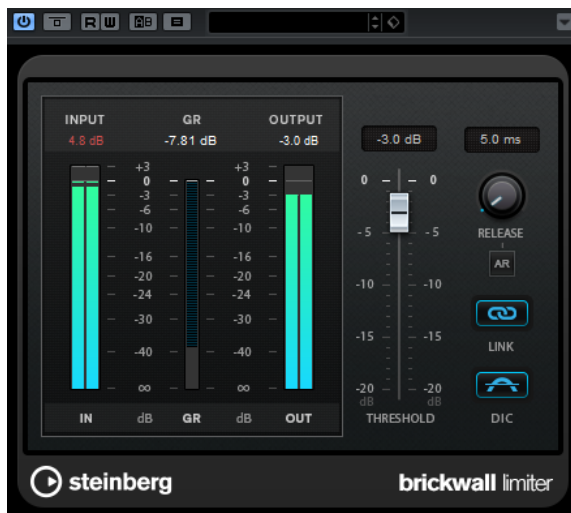 R W AB
INPUT GR OUTPUT
4.8 dB -7.81 dB -3.0 dB
-3.0 dB 5.0 ms
+3 +3
0 0
-3 -3
-6 -6
-10 -10
-16 -16
-20 -20
-24 -24
-30 -30
-40 -40
∞ ∞
IN dB GR dB OUT
0 0
-5 -5
-10 -10
-15 -15
-20 -20
dB dB
THRESHOLD
RELEASE
AR
LINK
DIC
steinberg brickwall limiter